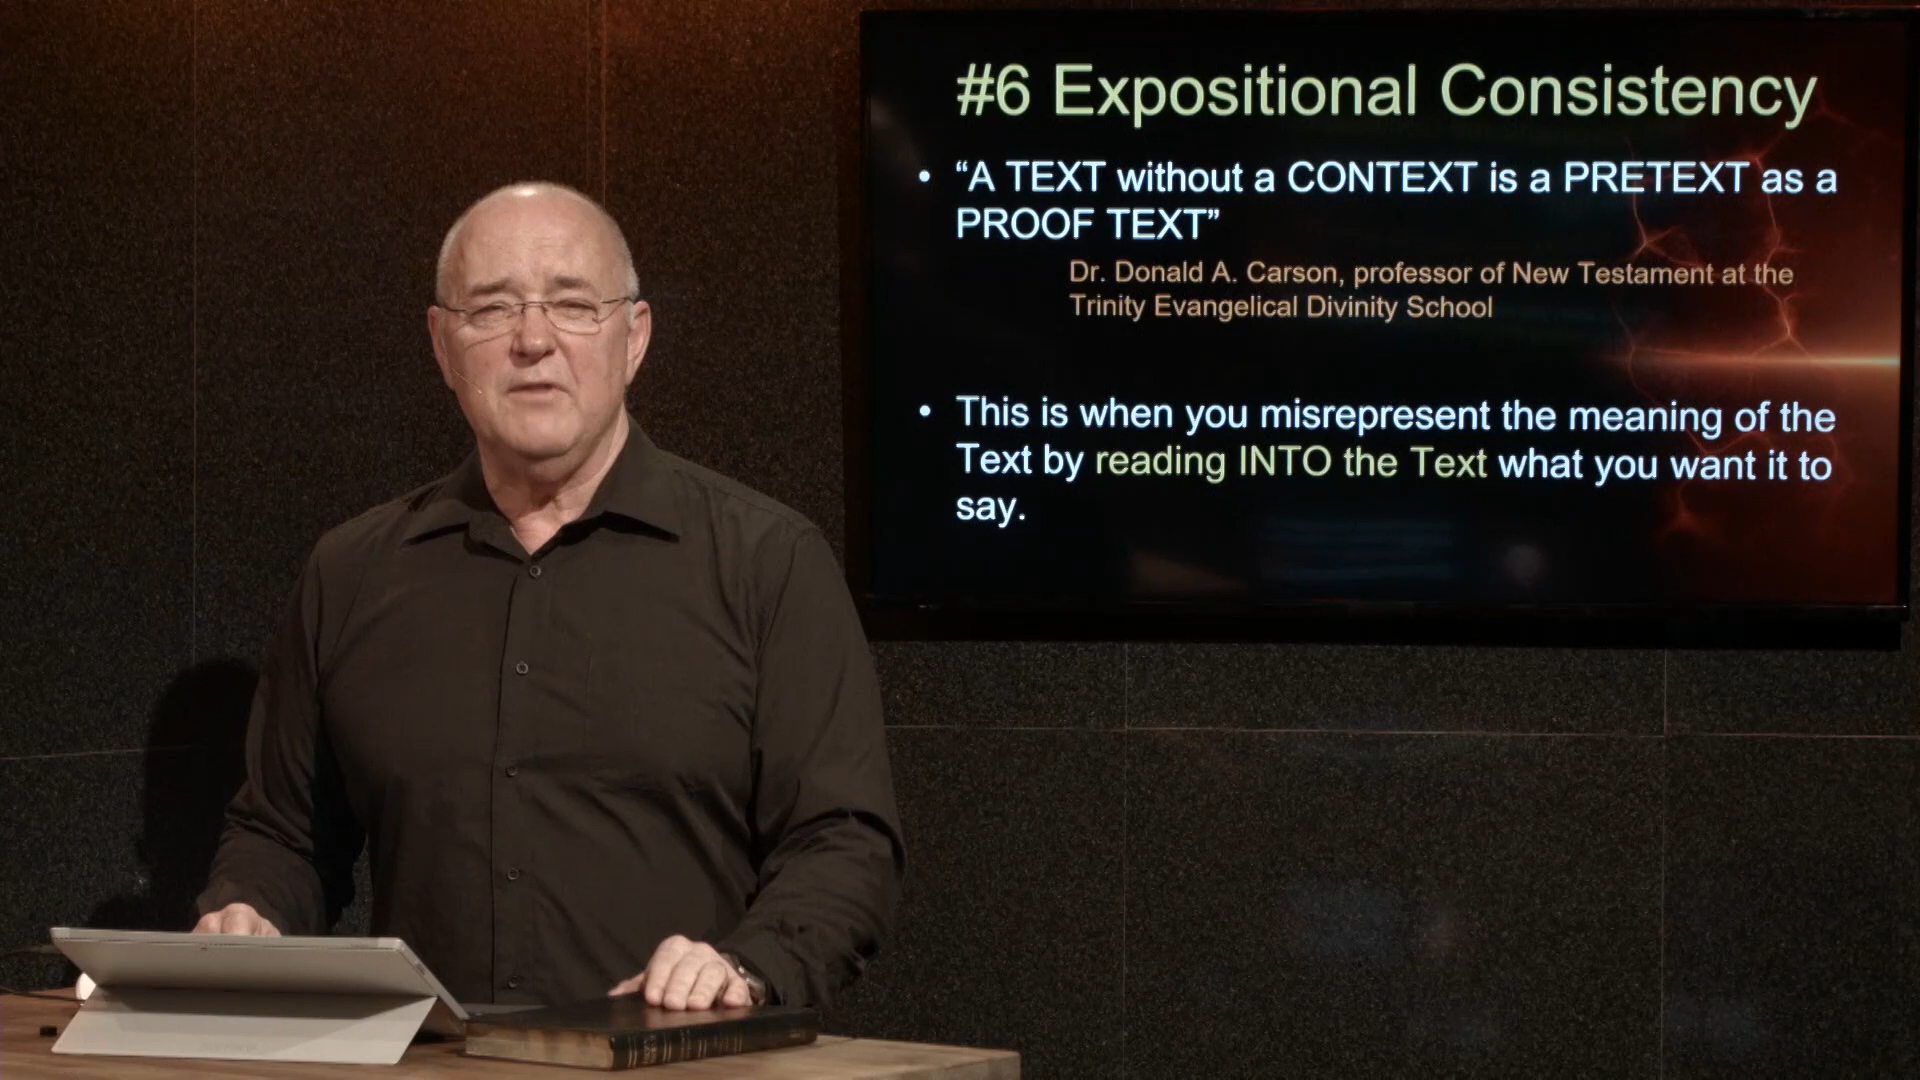 #6 Expositional Consistency
• “A TEXT without a CONTEXT is a PRETEXT as a
PROOF TEXT”
Dr. Donald A. Carson, professor of New Testament at the
Trinity Evangelical Divinity School
• This is when you misrepresent the meaning of the
Text by reading INTO the Text what you want it to
say.